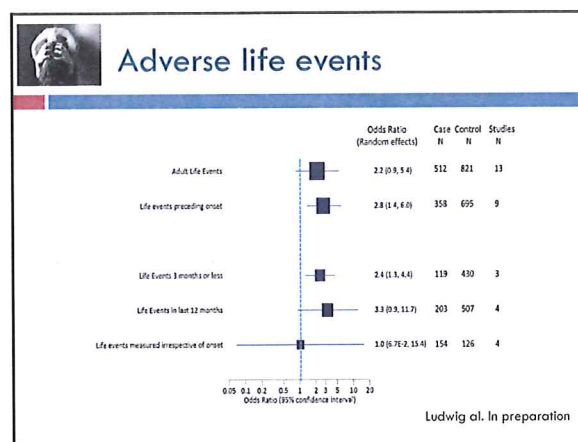 Adverse life events
Odds Ratio Case Control Studies
(Random effects) N N N
Adult Life Events 2.2 (0.9, 5.4) 512 821 13
Life events preceding onset 2.8 (1.4, 6.0) 358 695 9
Life Events 3 months or less 2.4 (1.3, 4.4) 119 430 3
Life Events in last 12 months 3.3 (0.9, 11.7) 203 507 4
Life events measured irrespective of onset 1.0 (6.7E-2, 15.4) 154 126 4
0.05 0.1 0.2 0.5 1 2 3 5 10 20
Odds Ratio (95% confidence interval)
Ludwig al. In preparation